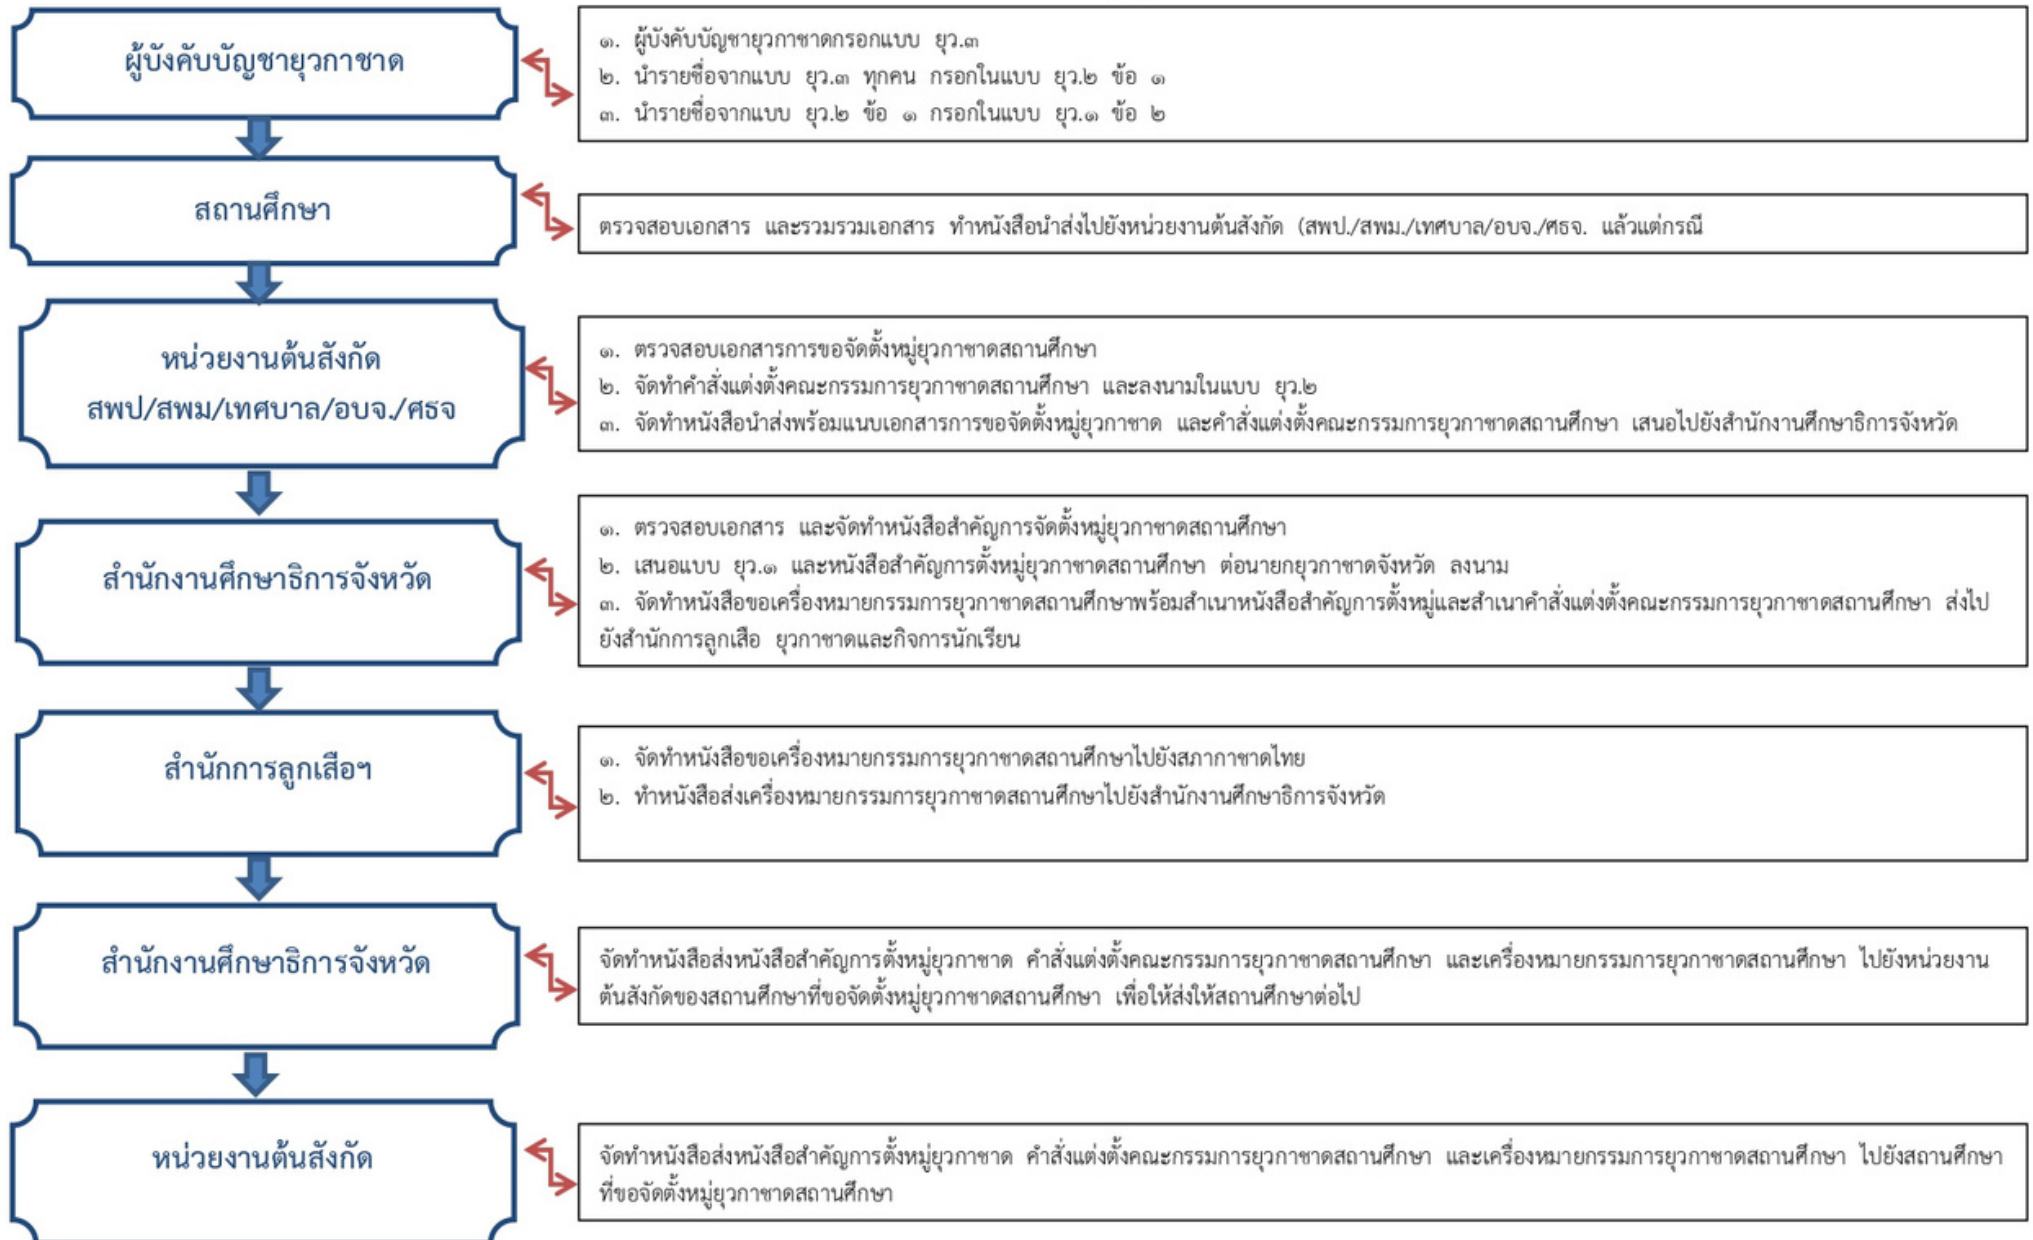 ผู้บังคับบัญชายุวกาชาด
๑. ผู้บังคับบัญชายุวกาชาดกรอกแบบ ยุว.๓
๒. นำรายชื่อจากแบบ ยุว.๓ ทุกคน กรอกในแบบ ยุว.๒ ข้อ ๑
๓. นำรายชื่อจากแบบ ยุว.๒ ข้อ ๑ กรอกในแบบ ยุว.๑ ข้อ ๒
สถานศึกษา
ตรวจสอบเอกสาร และรวมรวมเอกสาร ทำหนังสือนำส่งไปยังหน่วยงานต้นสังกัด (สพป./สพม./เทศบาล/อบจ./ศธจ. แล้วแต่กรณี
หน่วยงานต้นสังกัด
สพป/สพม/เทศบาล/อบจ./ศธจ
๑. ตรวจสอบเอกสารการขอจัดตั้งหมู่ยุวกาชาดสถานศึกษา
๒. จัดทำคำสั่งแต่งตั้งคณะกรรมการยุวกาชาดสถานศึกษา และลงนามในแบบ ยุว.๒
๓. จัดทำหนังสือนำส่งพร้อมแนบเอกสารการขอจัดตั้งหมู่ยุวกาชาด และคำสั่งแต่งตั้งคณะกรรมการยุวกาชาดสถานศึกษา เสนอไปยังสำนักงานศึกษาธิการจังหวัด
สำนักงานศึกษาธิการจังหวัด
๑. ตรวจสอบเอกสาร และจัดทำหนังสือสำคัญการจัดตั้งหมู่ยุวกาชาดสถานศึกษา
๒. เสนอแบบ ยุว.๑ และหนังสือสำคัญการตั้งหมู่ยุวกาชาดสถานศึกษา ต่อนายกยุวกาชาดจังหวัด ลงนาม
๓. จัดทำหนังสือขอเครื่องหมายกรรมการยุวกาชาดสถานศึกษาพร้อมสำเนาหนังสือสำคัญการตั้งหมู่และสำเนาคำสั่งแต่งตั้งคณะกรรมการยุวกาชาดสถานศึกษา ส่งไป
ยังสำนักการลูกเสือ ยุวกาชาดและกิจการนักเรียน
สำนักการลูกเสือฯ
๑. จัดทำหนังสือขอเครื่องหมายกรรมการยุวกาชาดสถานศึกษาไปยังสภากาชาดไทย
๒. ทำหนังสือส่งเครื่องหมายกรรมการยุวกาชาดสถานศึกษาไปยังสำนักงานศึกษาธิการจังหวัด
สำนักงานศึกษาธิการจังหวัด
จัดทำหนังสือส่งหนังสือสำคัญการตั้งหมู่ยุวกาชาด คำสั่งแต่งตั้งคณะกรรมการยุวกาชาดสถานศึกษา และเครื่องหมายกรรมการยุวกาชาดสถานศึกษา ไปยังหน่วยงาน
ต้นสังกัดของสถานศึกษาที่ขอจัดตั้งหมู่ยุวกาชาดสถานศึกษา เพื่อให้ส่งให้สถานศึกษาต่อไป
หน่วยงานต้นสังกัด
จัดทำหนังสือส่งหนังสือสำคัญการตั้งหมู่ยุวกาชาด คำสั่งแต่งตั้งคณะกรรมการยุวกาชาดสถานศึกษา และเครื่องหมายกรรมการยุวกาชาดสถานศึกษา ไปยังสถานศึกษา
ที่ขอจัดตั้งหมู่ยุวกาชาดสถานศึกษา